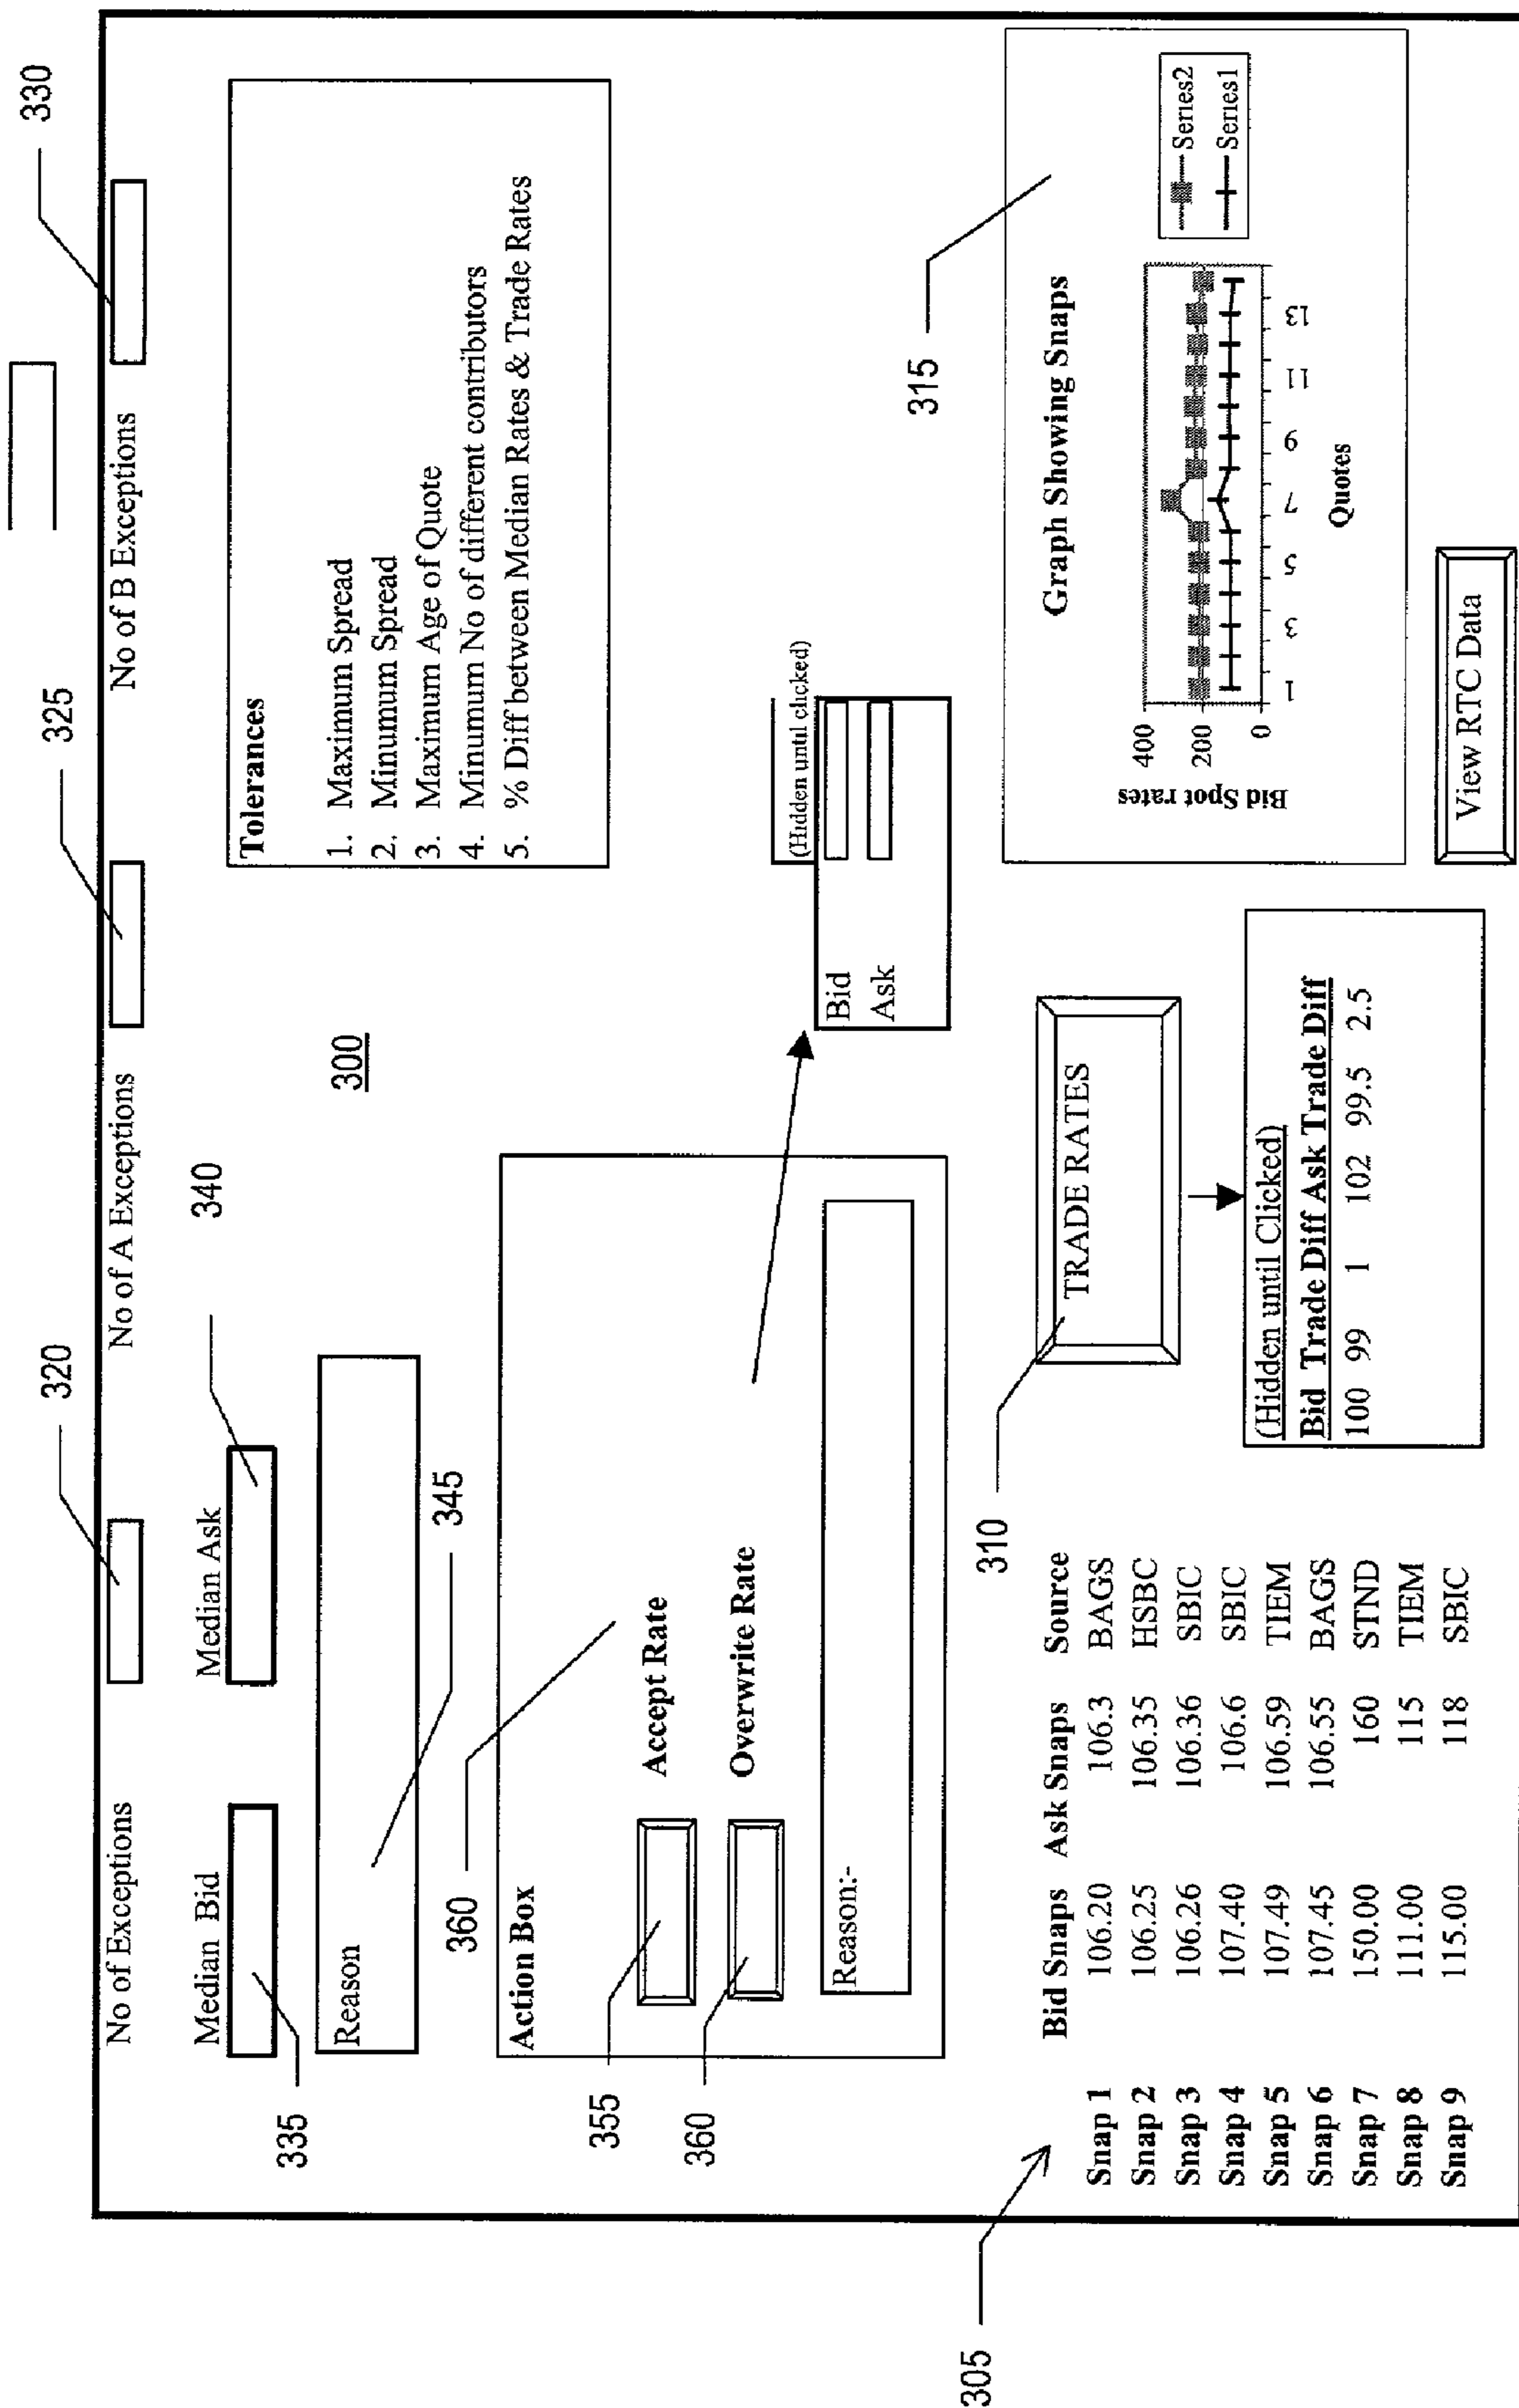 320
325
330
No of Exceptions
No of A Exceptions
No of B Exceptions
Median Bid
Median Ask
340
335
Reason
345
300
Tolerances
1. Maximum Spread
2. Minumum Spread
3. Maximum Age of Quote
4. Minumum No of different contributors
5. % Diff between Median Rates & Trade Rates
360
Action Box
355
Accept Rate
360
Overwrite Rate
Reason:-
(Hidden until clicked)
Bid
Ask
305
Bid Snaps Ask Snaps Source
Snap 1 106.20 106.3 BAGS
Snap 2 106.25 106.35 HSBC
Snap 3 106.26 106.36 SBIC
Snap 4 107.40 106.6 SBIC
Snap 5 107.49 106.59 TIEM
Snap 6 107.45 106.55 BAGS
Snap 7 150.00 160 STND
Snap 8 111.00 115 TIEM
Snap 9 115.00 118 SBIC
310
TRADE RATES
(Hidden until Clicked)
Bid Trade Diff Ask Trade Diff
100 99 1 102 99.5 2.5
315
Graph Showing Snaps
Bid Spot rates
400
200
0
1 3 5 7 9 11 13
Quotes
Series2
Series1
View RTC Data